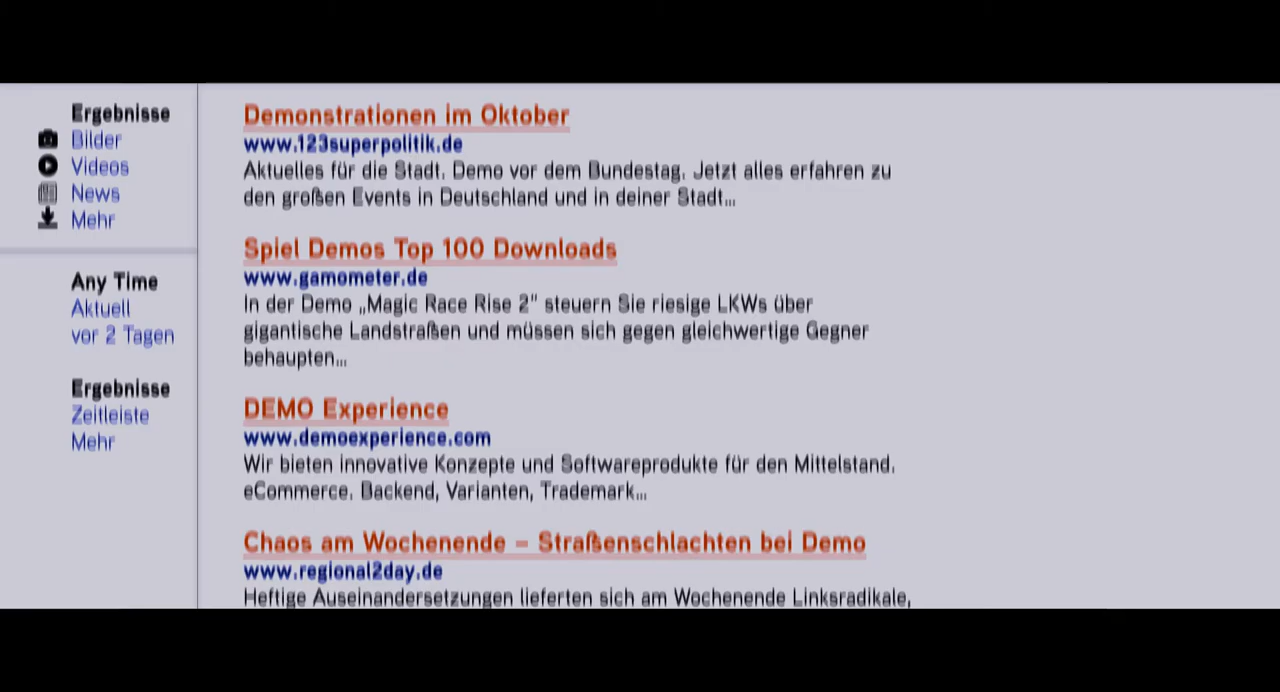 Ergebnisse
Bilder
Videos
News
Mehr
Any Time
Aktuell
vor 2 Tagen
Ergebnisse
Zeitleiste
Mehr
Demonstrationen im Oktober
www.123superpolitik.de
Aktuelles für die Stadt. Demo vor dem Bundestag. Jetzt alles erfahren zu
den großen Events in Deutschland und in deiner Stadt...
Spiel Demos Top 100 Downloads
www.gamometer.de
In der Demo „Magic Race Rise 2" steuern Sie riesige LKWs über
gigantische Landstraßen und müssen sich gegen gleichwertige Gegner
behaupten...
DEMO Experience
www.demoexperience.com
Wir bieten innovative Konzepte und Softwareprodukte für den Mittelstand.
eCommerce. Backend, Varianten, Trademark...
Chaos am Wochenende – Straßenschlachten bei Demo
www.regional2day.de
Heftige Auseinandersetzungen lieferten sich am Wochenende Linksradikale,